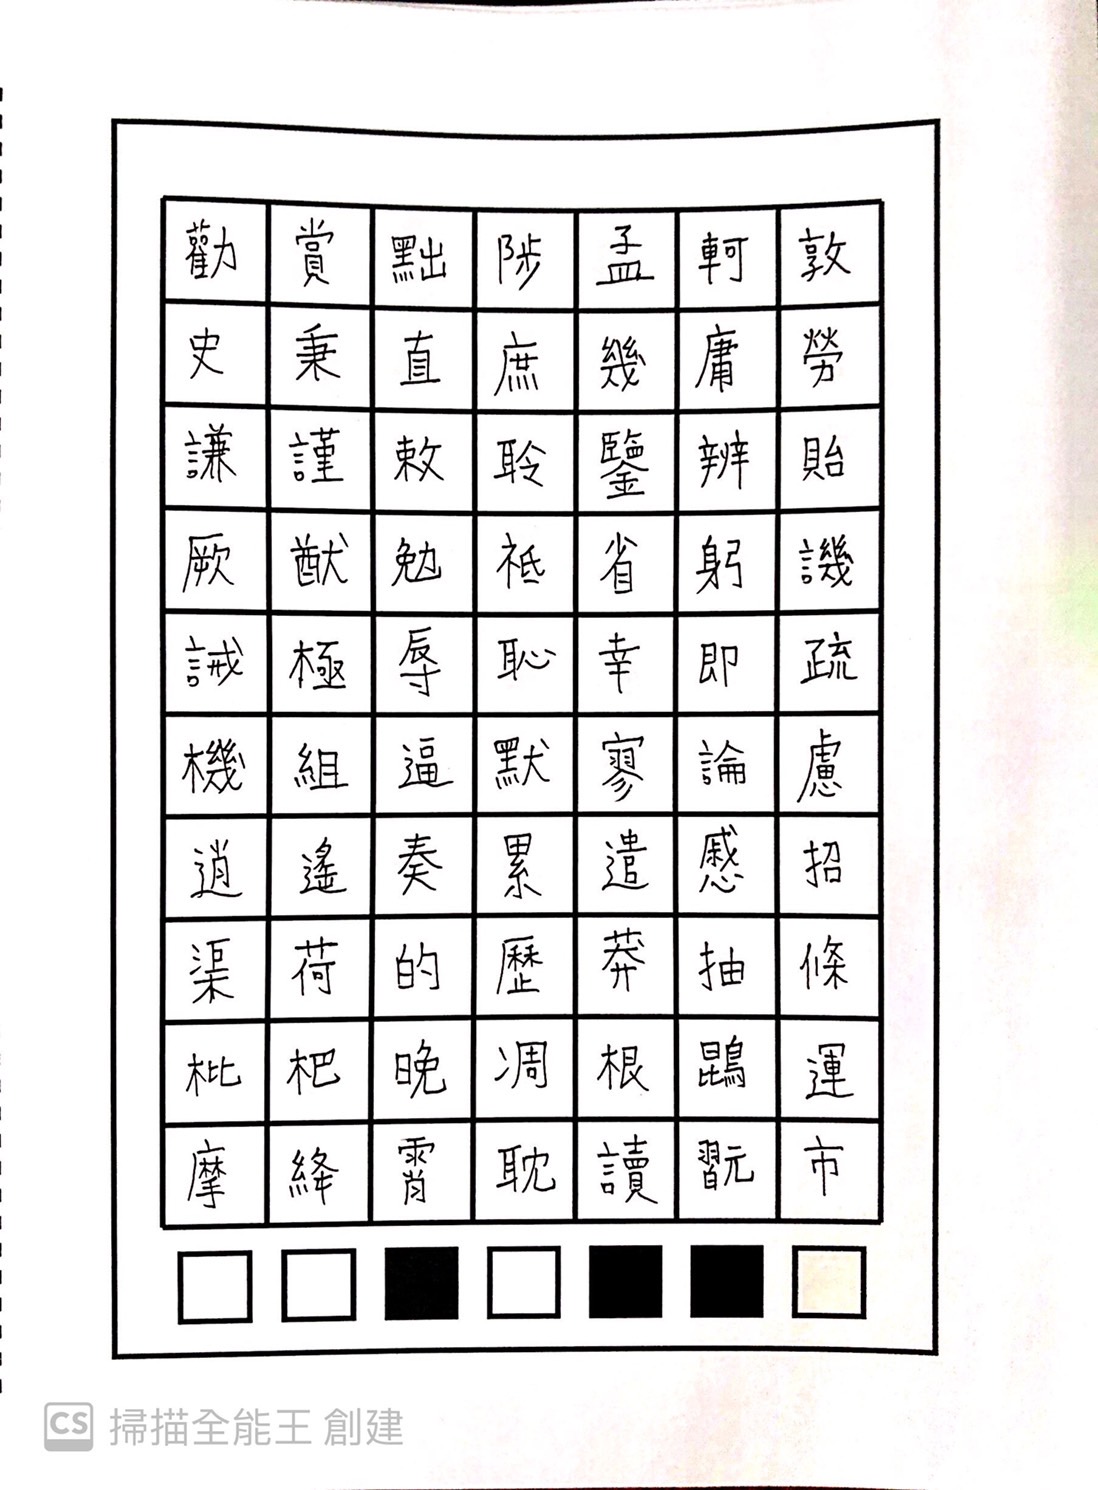 勸賞黜陟孟軻敦
史秉直庶幾庸勞
謙謹敕聆鑒辨貽
厥猷勉祗省躬譏
誡極辱恥幸即疏
機組逼默寥論慮
逍遙奏累遣慼招
渠荷的歷莽抽條
枇杷晚凋根鵾運
摩絳霄耽讀翫市
CS 掃描全能王 創建